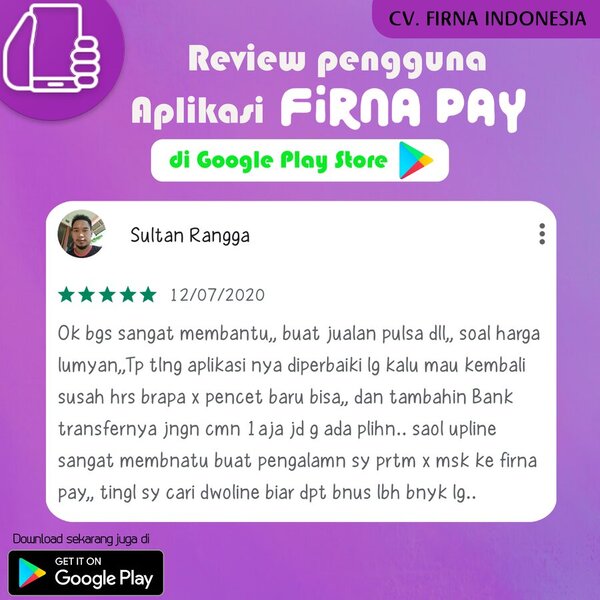 CV. FIRNA INDONESIA
Review pengguna
Aplikasi FiRNA PAY
di Google Play Store
Sultan Rangga
12/07/2020
Ok bgs sangat membantu,, buat jualan pulsa dll,, soal harga
lumyan,,Tp tlng aplikasi nya diperbaiki lg kalu mau kembali
susah hrs brapa x pencet baru bisa,, dan tambahin Bank
transfernya jngn cmn 1 aja jd g ada plihn.. saol upline
sangat membnatu buat pengalamn sy prtm x msk ke firna
pay,, tingl sy cari dwoline biar dpt bnus lbh bnyk lg..
Download sekarang juga di
GET IT ON
Google Play